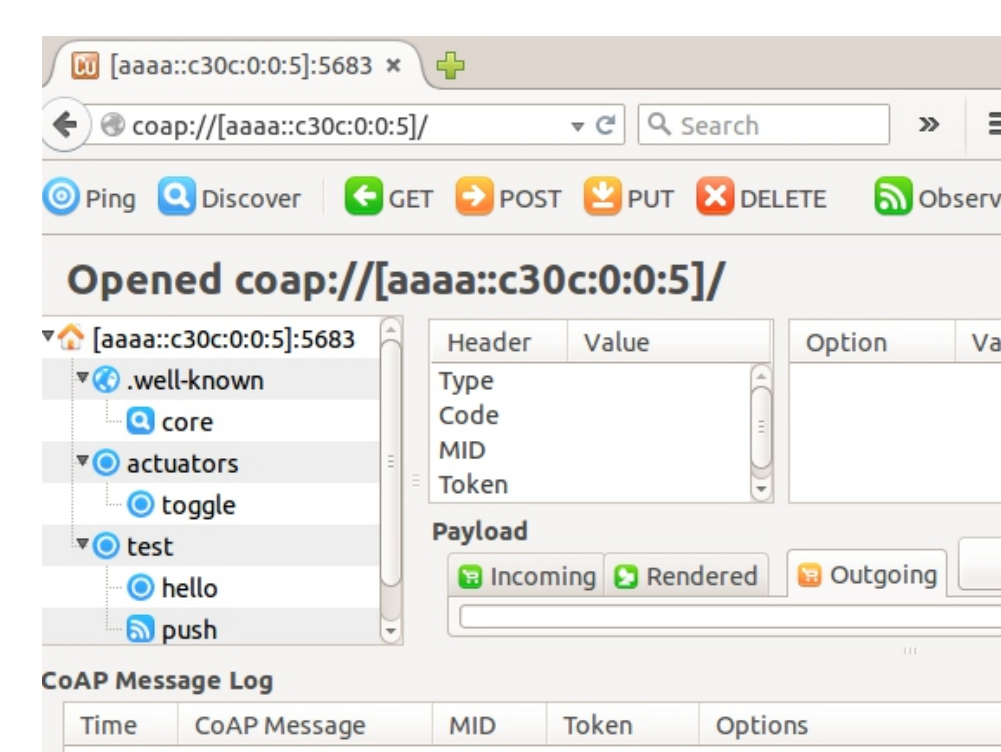 [aaaa::c30c:0:0:5]:5683
coap://[aaaa::c30c:0:0:5]/ Search
Ping Discover GET POST PUT DELETE Observ
Opened coap://[aaaa::c30c:0:0:5]/
[aaaa::c30c:0:0:5]:5683
.well-known
core
actuators
toggle
test
hello
push
Header Value
Type
Code
MID
Token
Option Va
Payload
Incoming Rendered Outgoing
CoAP Message Log
Time CoAP Message MID Token Options